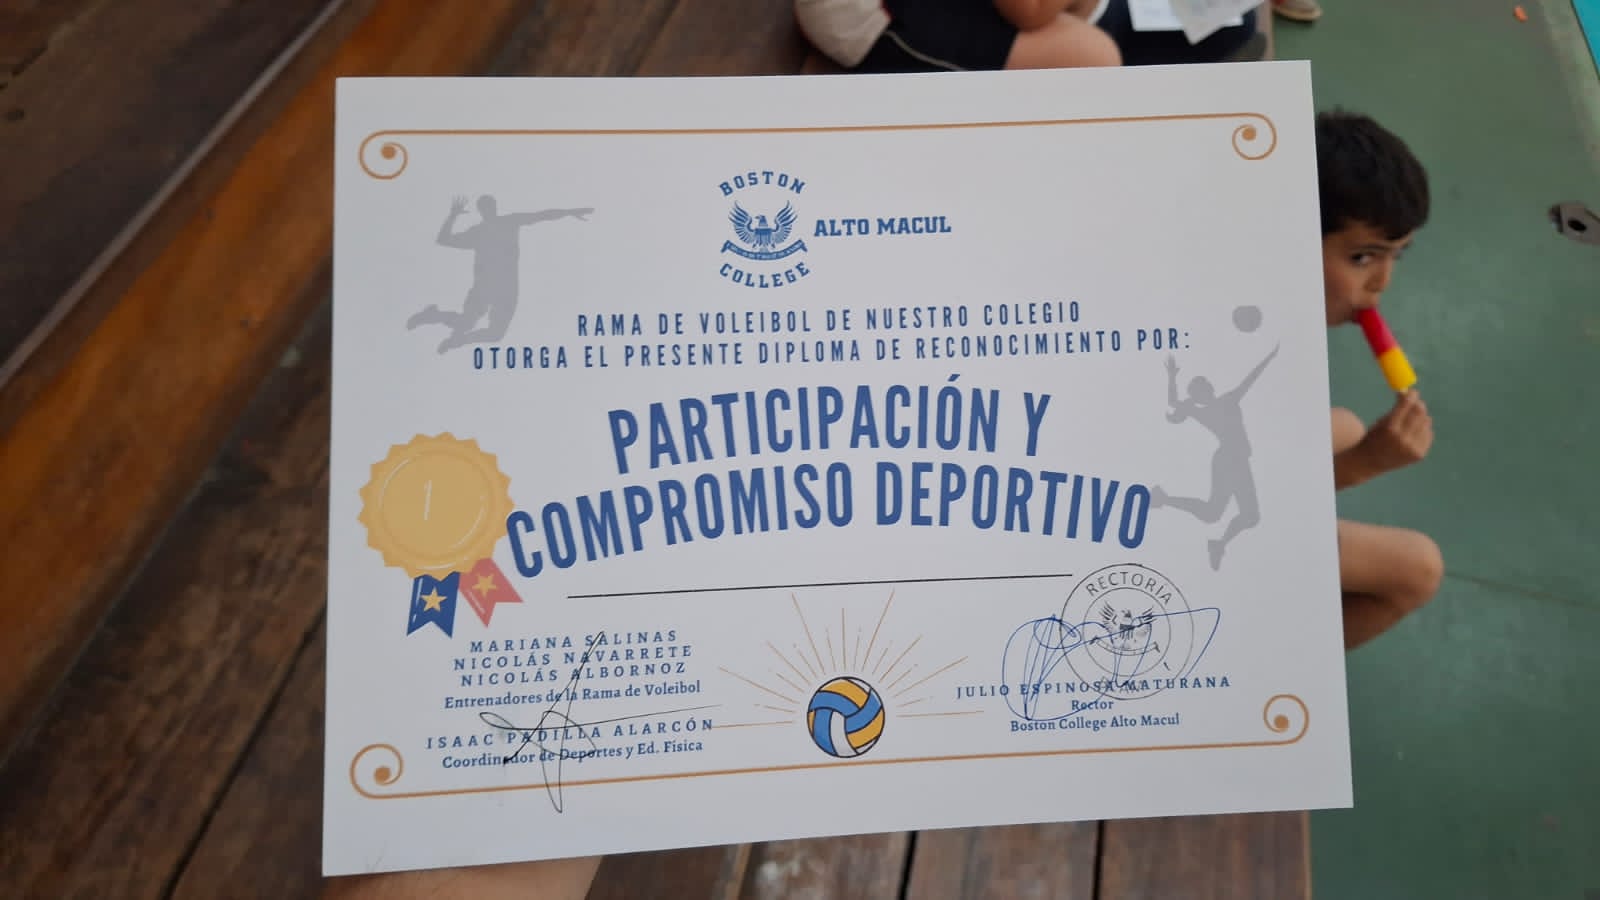 BOSTON
COLLEGE
ALTO MACUL
RAMA DE VOLEIBOL DE NUESTRO COLEGIO
OTORGA EL PRESENTE DIPLOMA DE RECONOCIMIENTO POR:
PARTICIPACIÓN Y
COMPROMISO DEPORTIVO
1
MARIANA SALINAS
NICOLÁS NAVARRETE
NICOLÁS ALBORNOZ
Entrenadores de la Rama de Voleibol
ISAAC PADILLA ALARCÓN
Coordinador de Deportes y Ed. Física
RECTORÍA
JULIO ESPINOSA MATURANA
Rector
Boston College Alto Macul